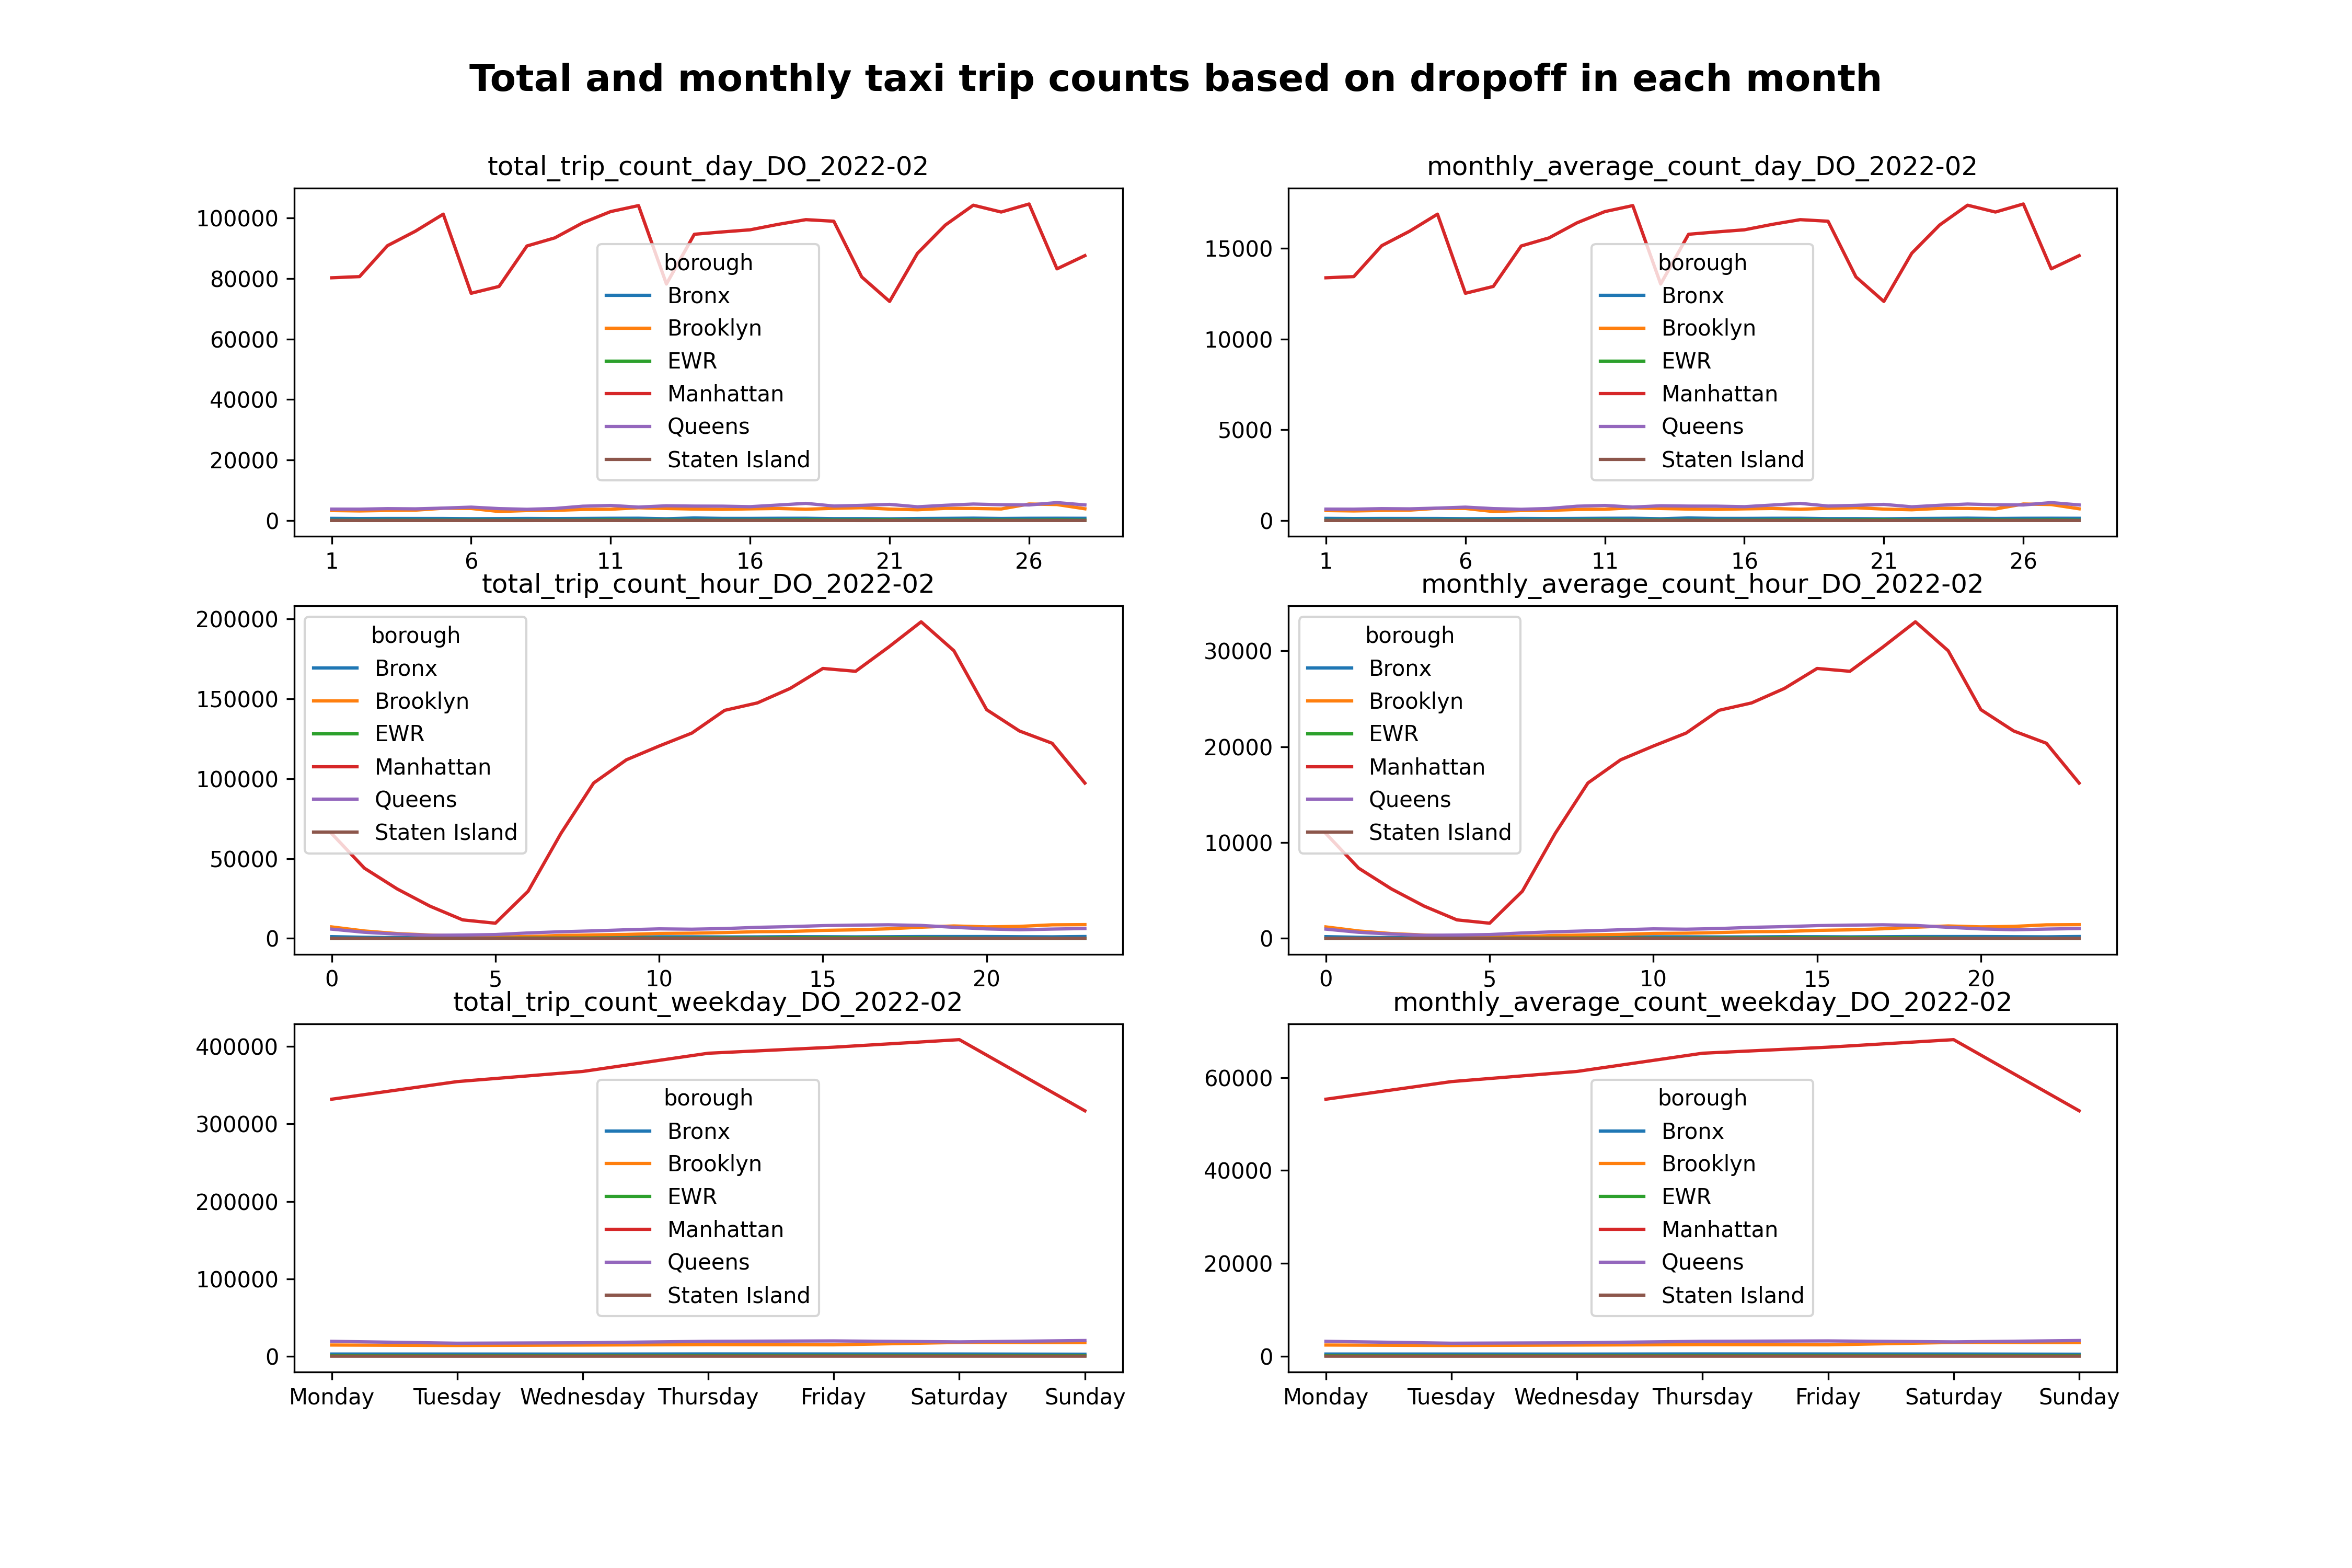 Total and monthly taxi trip counts based on dropoff in each month
total_trip_count_day_DO_2022-02
100000
80000
60000
40000
20000
0
borough
Bronx
Brooklyn
EWR
Manhattan
Queens
Staten Island
1 6 11 16 21 26
monthly_average_count_day_DO_2022-02
15000
10000
5000
0
borough
Bronx
Brooklyn
EWR
Manhattan
Queens
Staten Island
1 6 11 16 21 26
total_trip_count_hour_DO_2022-02
200000
150000
100000
50000
0
borough
Bronx
Brooklyn
EWR
Manhattan
Queens
Staten Island
0 5 10 15 20
monthly_average_count_hour_DO_2022-02
30000
20000
10000
0
borough
Bronx
Brooklyn
EWR
Manhattan
Queens
Staten Island
0 5 10 15 20
total_trip_count_weekday_DO_2022-02
400000
300000
200000
100000
0
borough
Bronx
Brooklyn
EWR
Manhattan
Queens
Staten Island
Monday Tuesday Wednesday Thursday Friday Saturday Sunday
monthly_average_count_weekday_DO_2022-02
60000
40000
20000
0
borough
Bronx
Brooklyn
EWR
Manhattan
Queens
Staten Island
Monday Tuesday Wednesday Thursday Friday Saturday Sunday